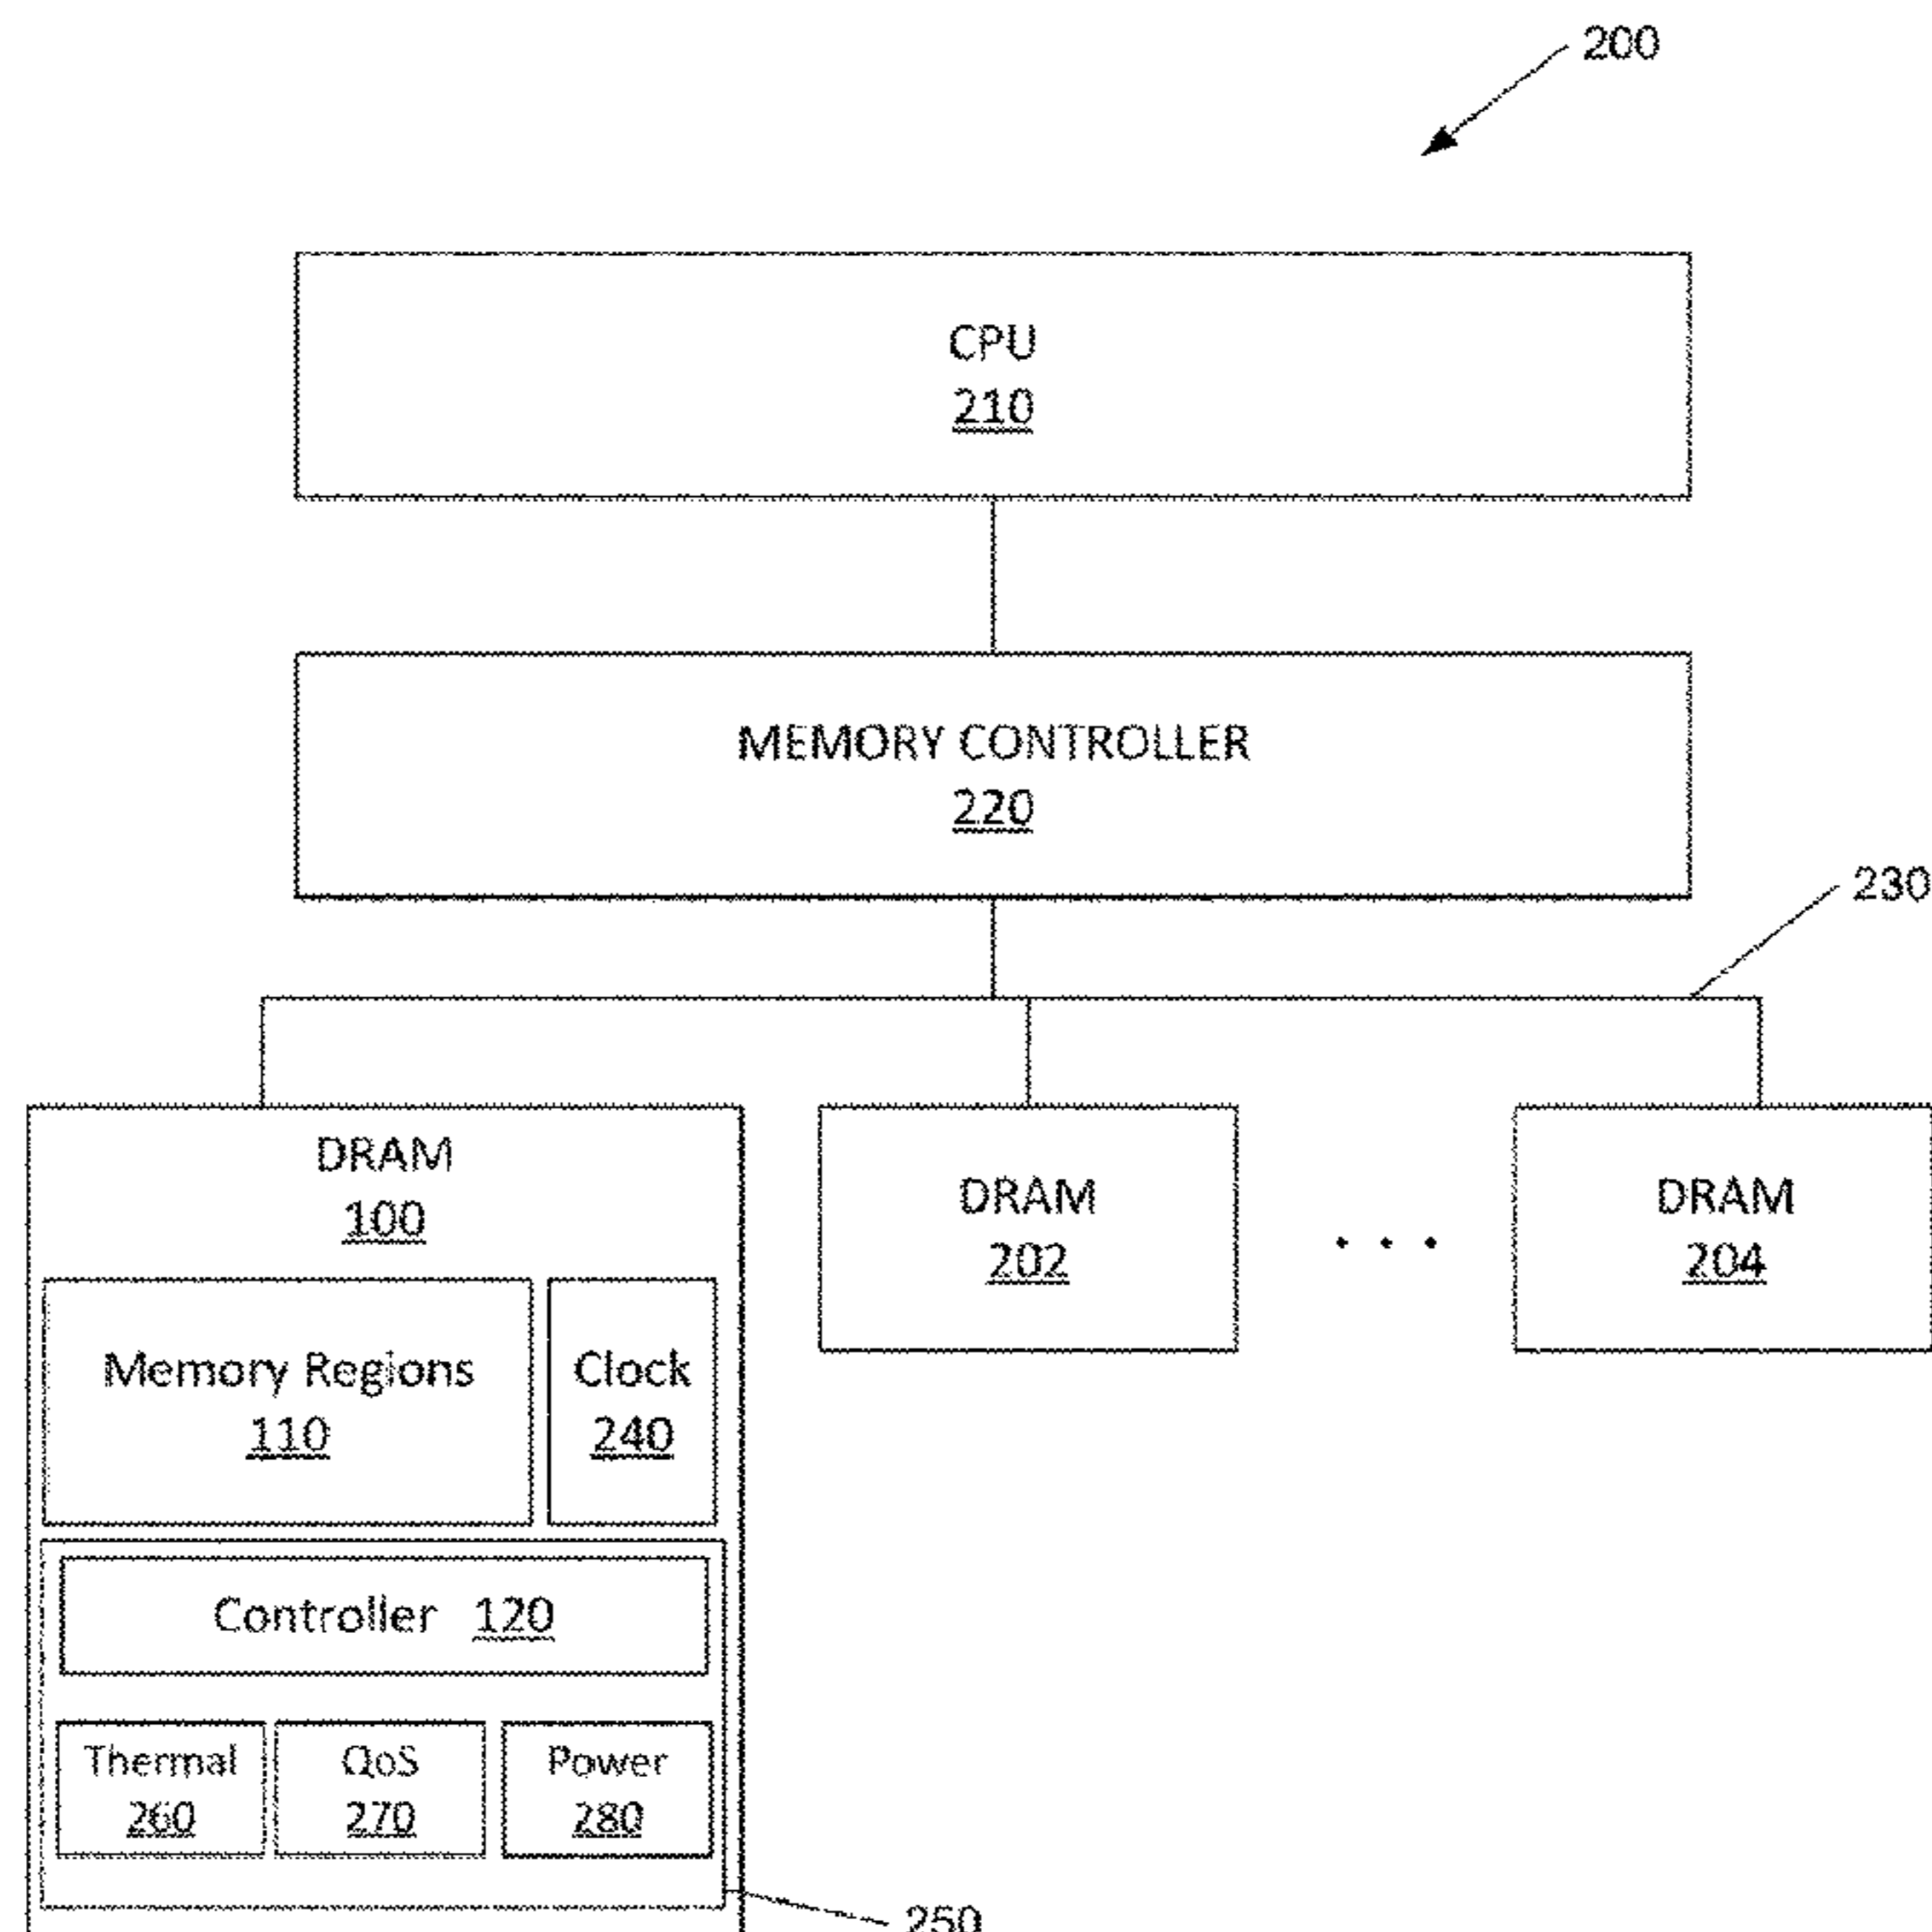 200
CPU
210
MEMORY CONTROLLER
220
230
DRAM
100
DRAM
202
DRAM
204
Memory Regions
110
Clock
240
Controller 120
Thermal
260
QoS
270
Power
280
250